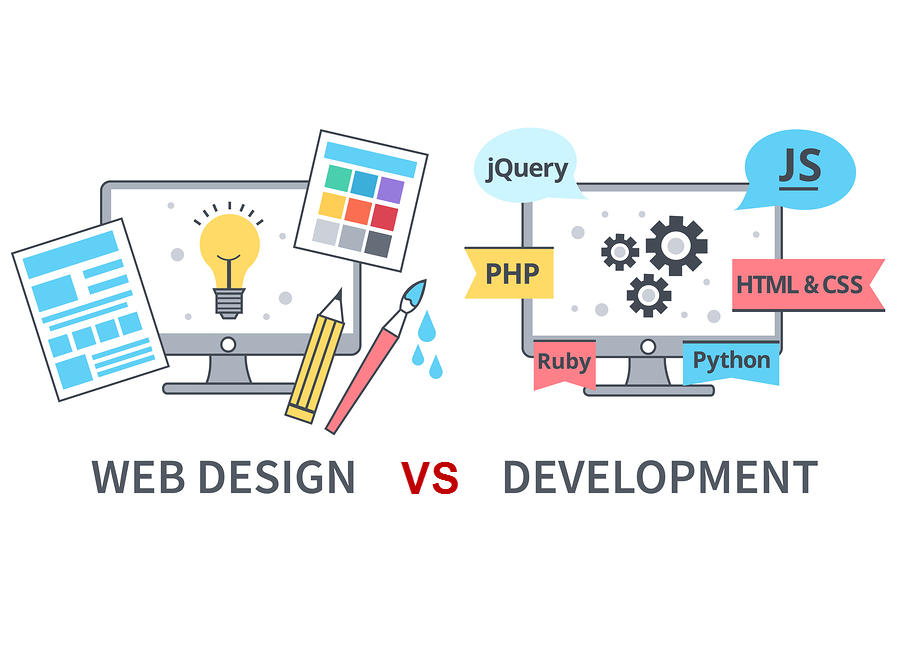 jQuery
JS
PHP
HTML & CSS
Ruby
Python
WEB DESIGN VS DEVELOPMENT